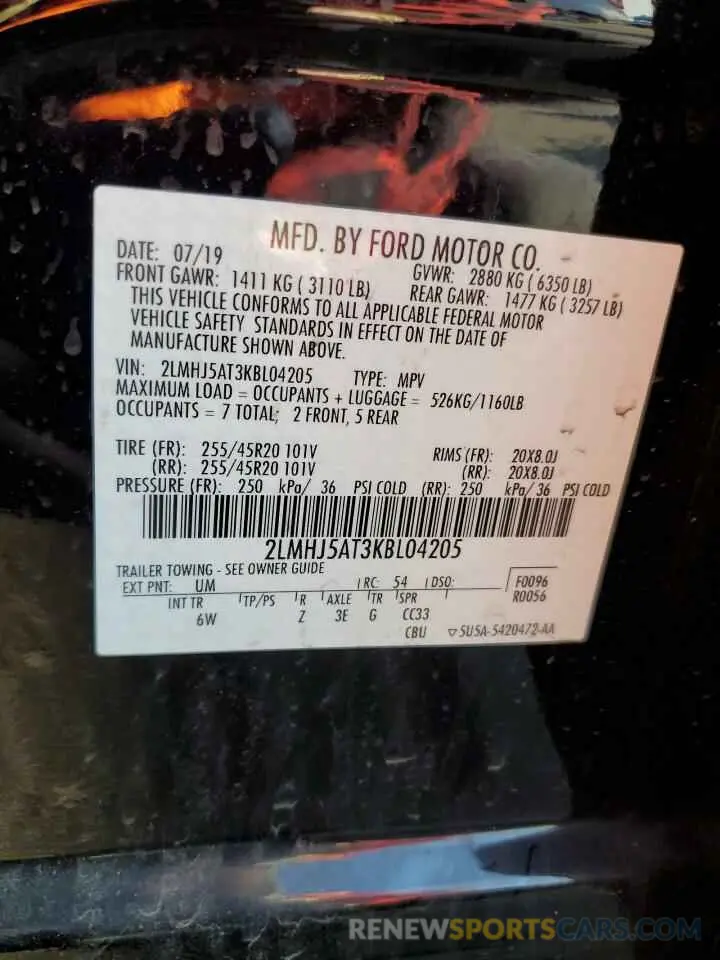 MFD. BY FORD MOTOR CO.
DATE: 07/19 GVWR: 2880 KG ( 6350 LB)
FRONT GAWR: 1411 KG ( 3110 LB) REAR GAWR: 1477 KG ( 3257 LB)
THIS VEHICLE CONFORMS TO ALL APPLICABLE FEDERAL MOTOR
VEHICLE SAFETY STANDARDS IN EFFECT ON THE DATE OF
MANUFACTURE SHOWN ABOVE.
VIN: 2LMHJ5AT3KBL04205 TYPE: MPV
MAXIMUM LOAD = OCCUPANTS + LUGGAGE = 526KG/1160LB
OCCUPANTS = 7 TOTAL; 2 FRONT, 5 REAR
TIRE (FR): 255/45R20 101V RIMS (FR): 20X8.0J
(RR): 255/45R20 101V (RR): 20X8.0J
PRESSURE (FR): 250 kPa/ 36 PSI COLD (RR): 250 kPa/ 36 PSI COLD
2LMHJ5AT3KBL04205
TRAILER TOWING - SEE OWNER GUIDE
EXT PNT: UM RC: 54 DSO: F0096
INT TR TP/PS R AXLE TR SPR R0056
6W Z 3E G CC33
CBU 5U5A-5420472-AA
RENEWSPORTSCARS.COM